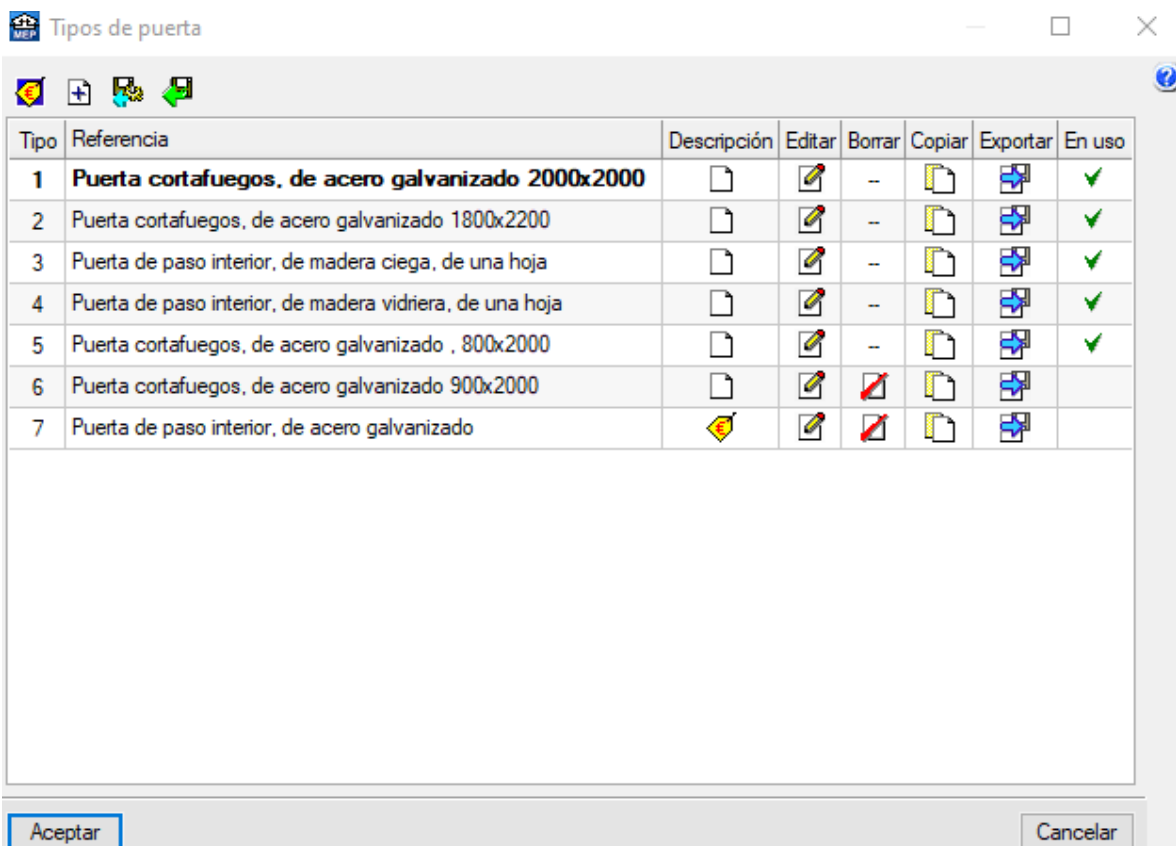 MEP Tipos de puerta
Tipo Referencia Descripción Editar Borrar Copiar Exportar En uso
1 Puerta cortafuegos, de acero galvanizado 2000x2000 --
2 Puerta cortafuegos, de acero galvanizado 1800x2200 --
3 Puerta de paso interior, de madera ciega, de una hoja --
4 Puerta de paso interior, de madera vidriera, de una hoja --
5 Puerta cortafuegos, de acero galvanizado , 800x2000 --
6 Puerta cortafuegos, de acero galvanizado 900x2000
7 Puerta de paso interior, de acero galvanizado
Aceptar Cancelar